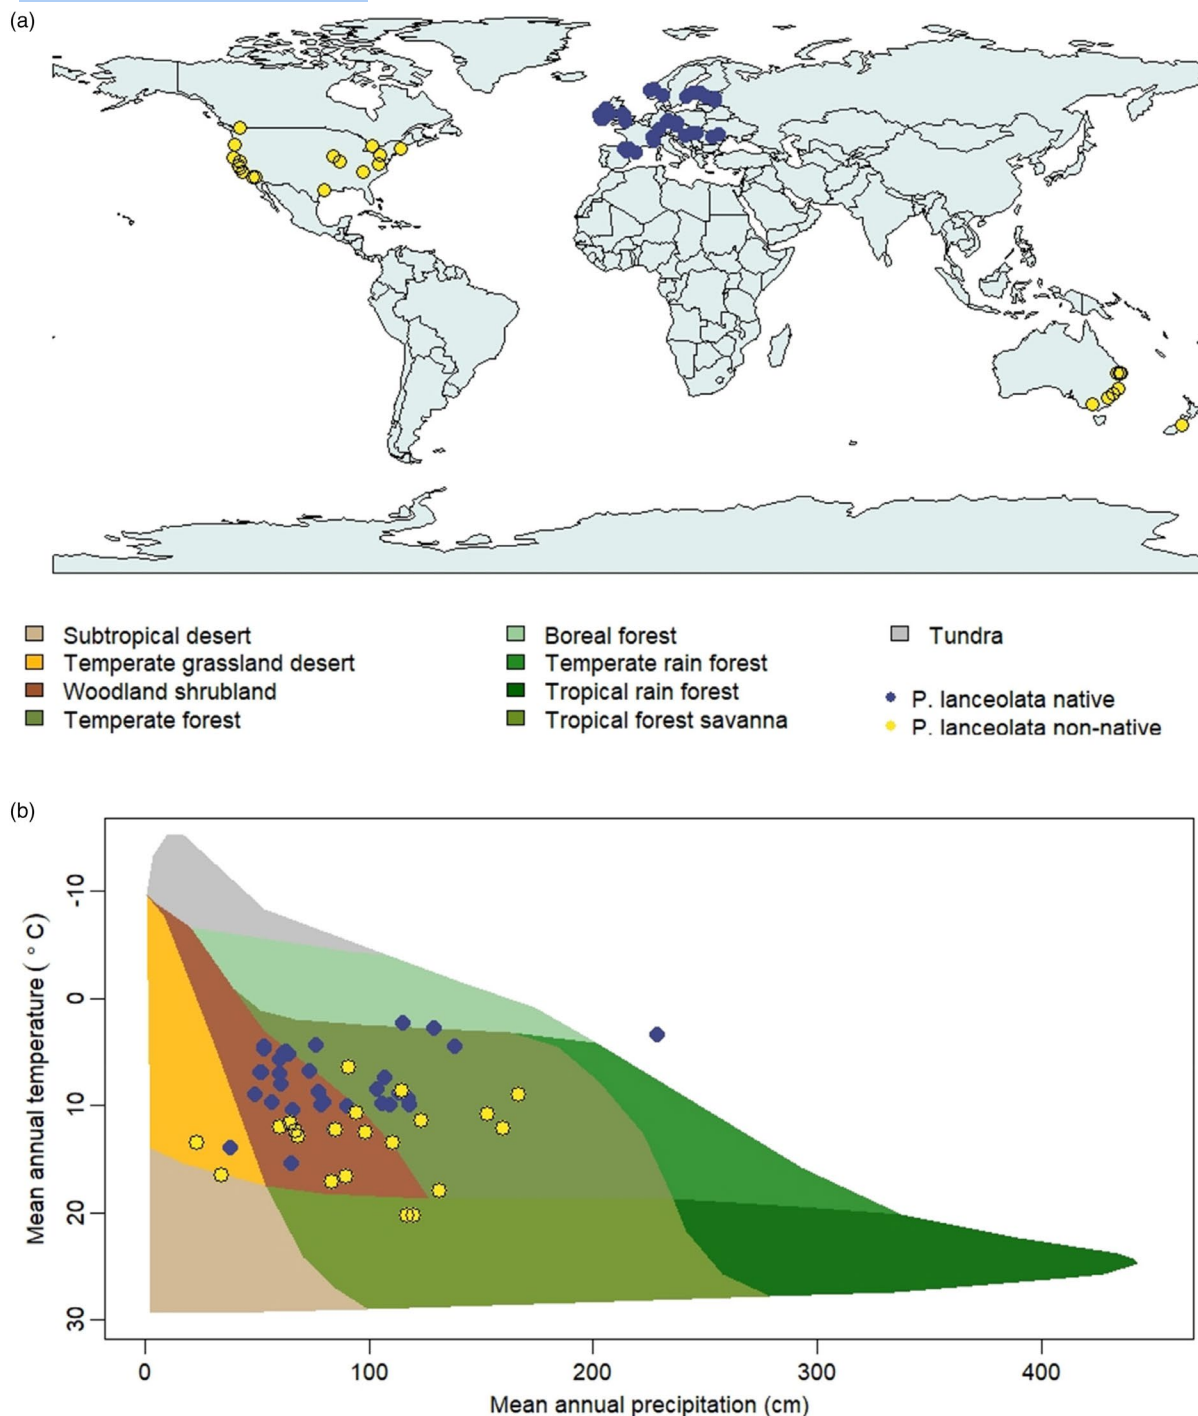 (a)
Subtropical desert
Temperate grassland desert
Woodland shrubland
Temperate forest
Boreal forest
Temperate rain forest
Tropical rain forest
Tropical forest savanna
Tundra
P. lanceolata native
P. lanceolata non-native
(b)
Mean annual temperature ( ° C)
-10
0
10
20
30
0 100 200 300 400
Mean annual precipitation (cm)